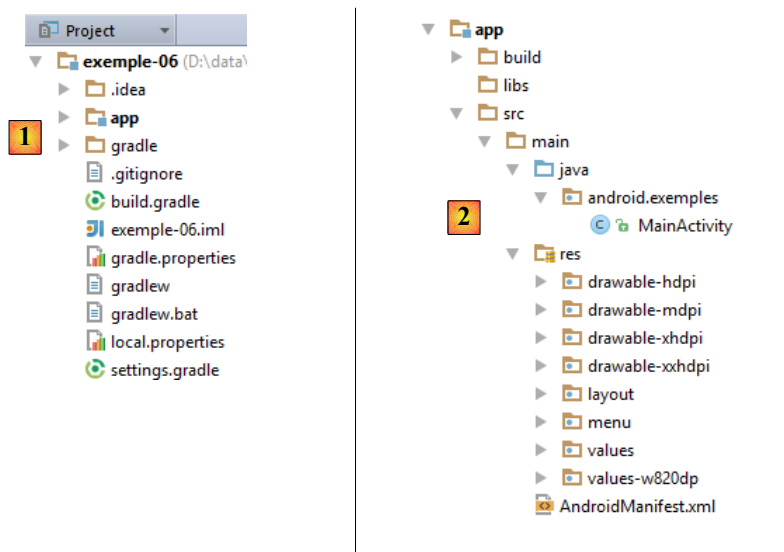 Project
exemple-06 (D:\data\
.idea
app
1
gradle
.gitignore
build.gradle
exemple-06.iml
gradle.properties
gradlew
gradlew.bat
local.properties
settings.gradle
app
build
libs
src
main
java
android.exemples
2
MainActivity
res
drawable-hdpi
drawable-mdpi
drawable-xhdpi
drawable-xxhdpi
layout
menu
values
values-w820dp
AndroidManifest.xml